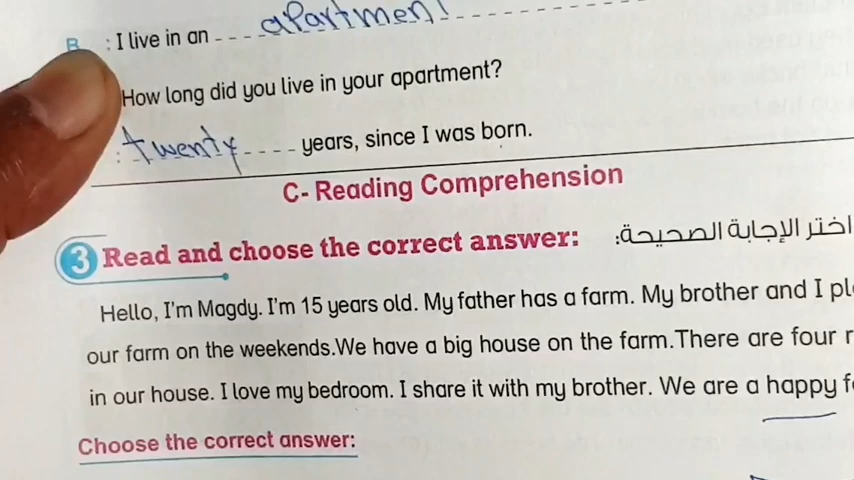 B : I live in an apartment
How long did you live in your apartment?
: twenty years, since I was born.
C- Reading Comprehension
3 Read and choose the correct answer: اختر الإجابة الصحيحة:
Hello, I'm Magdy. I'm 15 years old. My father has a farm. My brother and I
our farm on the weekends.We have a big house on the farm.There are four
in our house. I love my bedroom. I share it with my brother. We are a happy
Choose the correct answer: